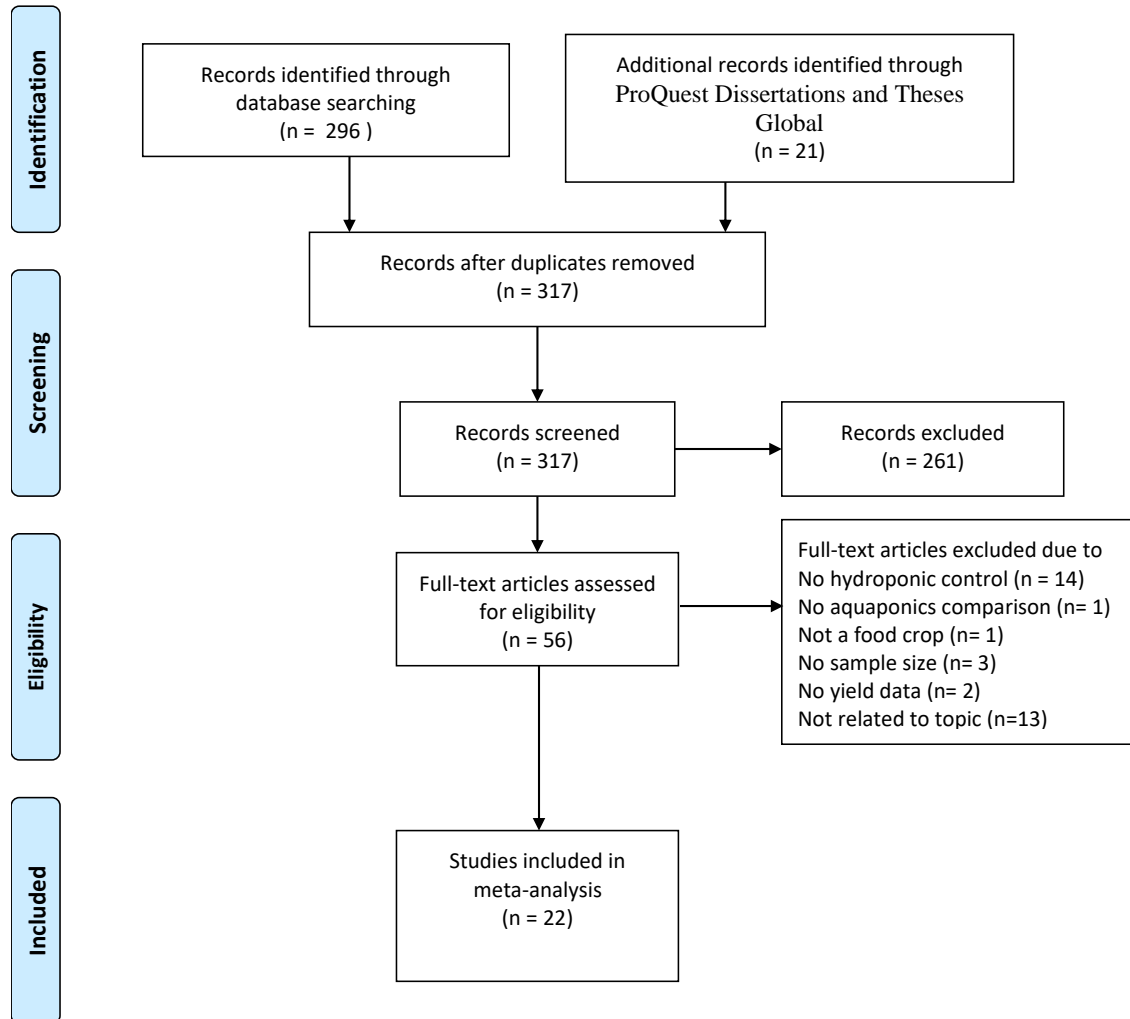 Identification
Records identified through
database searching
(n =  296 )
Additional records identified through
ProQuest Dissertations and Theses
Global
(n = 21)
Screening
Records after duplicates removed
(n = 317)
Records screened
(n = 317)
Records excluded
(n = 261)
Eligibility
Full-text articles assessed
for eligibility
(n = 56)
Full-text articles excluded due to
No hydroponic control (n = 14)
No aquaponics comparison (n= 1)
Not a food crop (n= 1)
No sample size (n= 3)
No yield data (n= 2)
Not related to topic (n=13)
Included
Studies included in
meta-analysis
(n = 22)